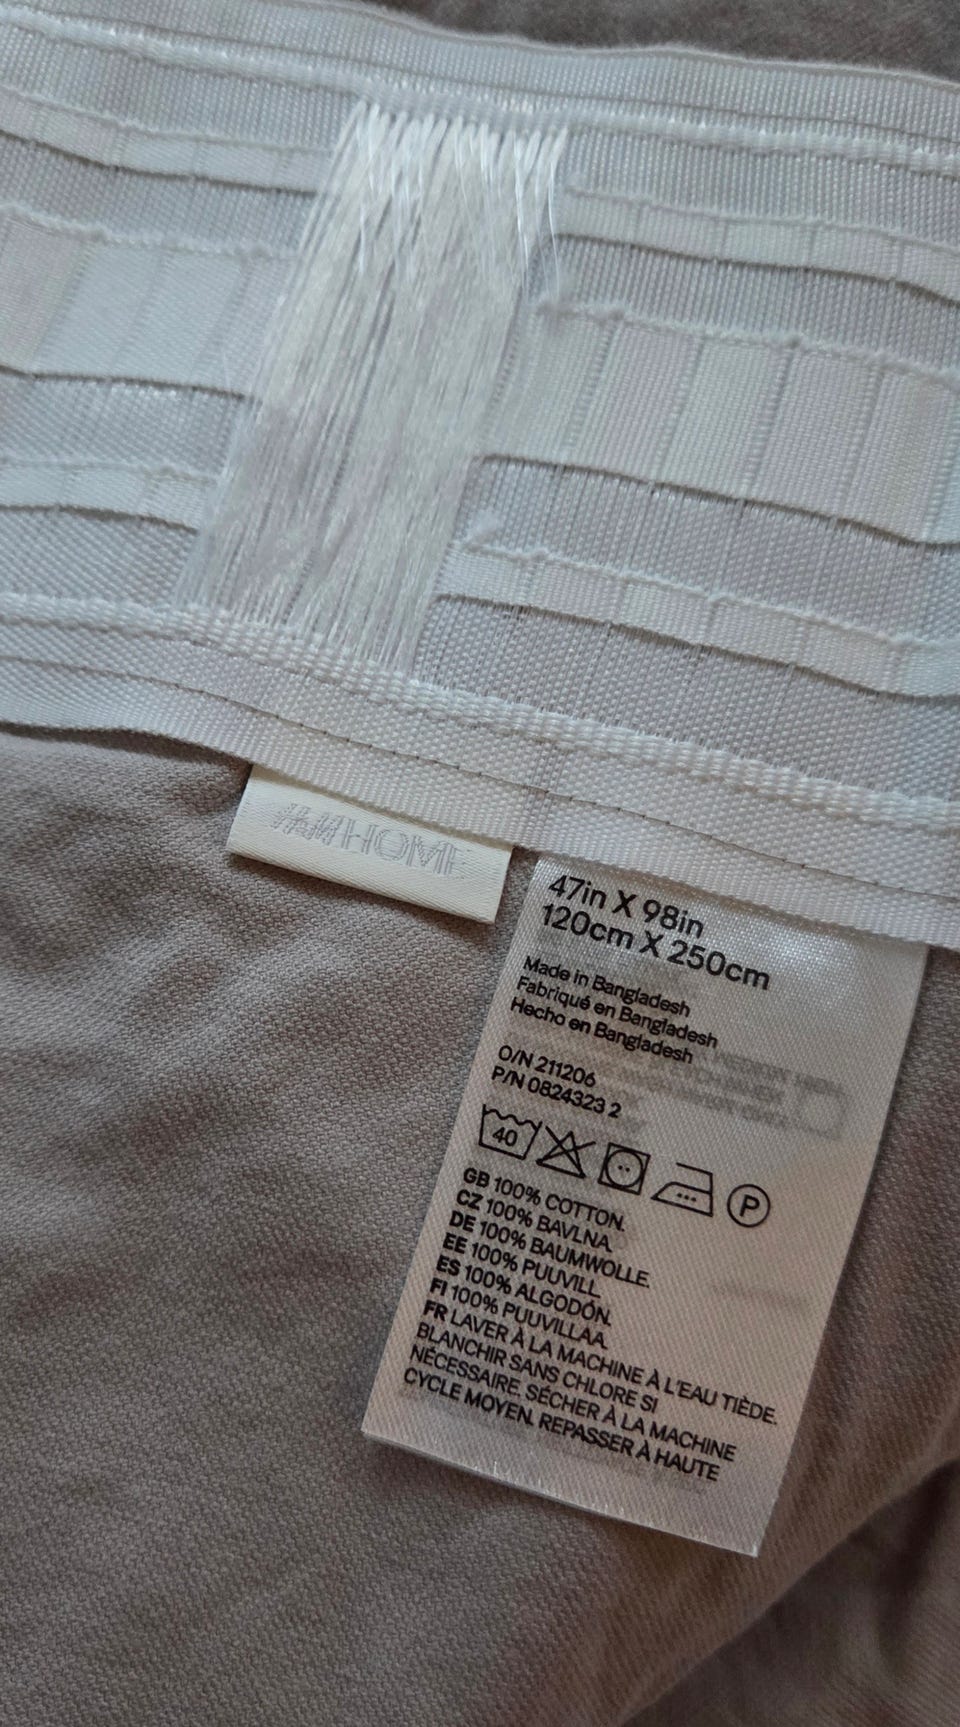 H&M HOME
47in X 98in
120cm X 250cm
Made in Bangladesh
Fabriqué en Bangladesh
Hecho en Bangladesh
O/N 211206
P/N 0824323 2
40
P
GB 100% COTTON.
CZ 100% BAVLNA.
DE 100% BAUMWOLLE.
EE 100% PUUVILL.
ES 100% ALGODÓN.
FI 100% PUUVILLAA.
FR LAVER À LA MACHINE À L'EAU TIÈDE.
BLANCHIR SANS CHLORE SI
NÉCESSAIRE. SÉCHER À LA MACHINE
CYCLE MOYEN. REPASSER À HAUTE